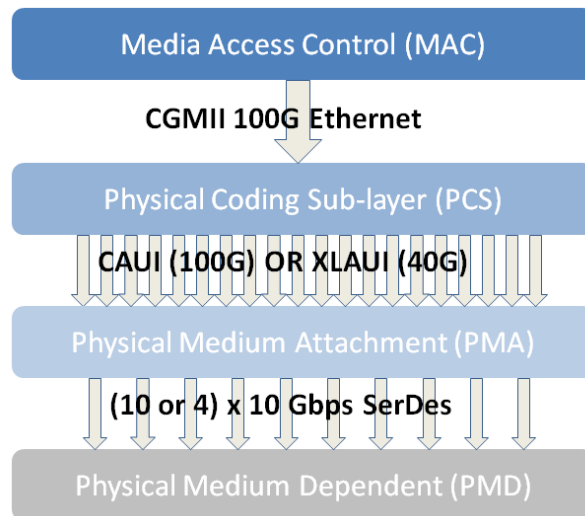 Media Access Control (MAC)
CGMII 100G Ethernet
Physical Coding Sub-layer (PCS)
CAUI (100G) OR XLAUI (40G)
Physical Medium Attachment (PMA)
(10 or 4) x 10 Gbps SerDes
Physical Medium Dependent (PMD)